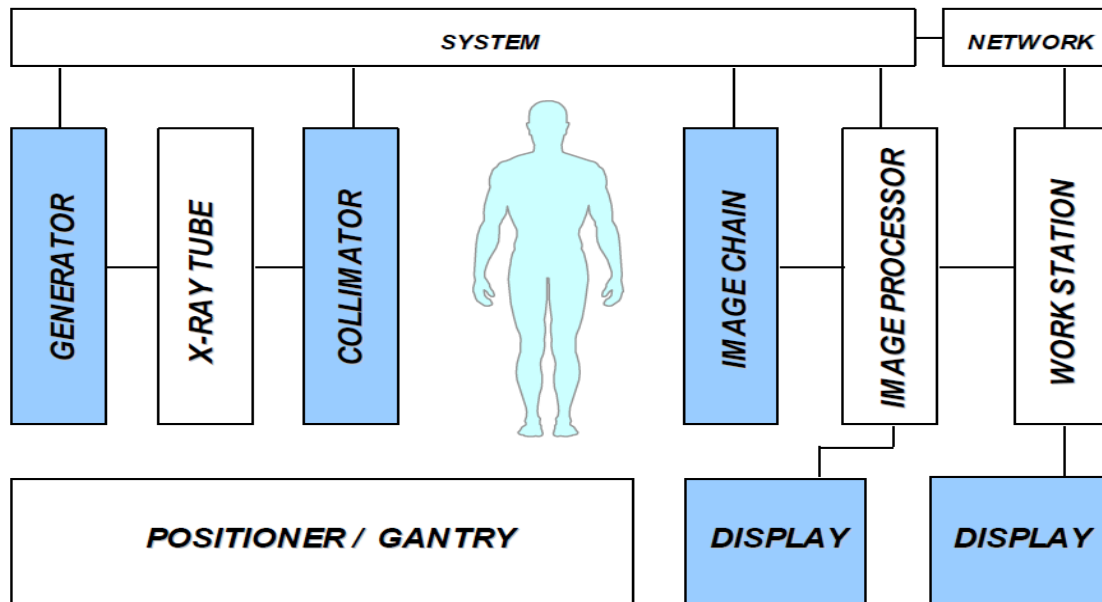 SYSTEM
NETWORK
GENERATOR
X-RAY TUBE
COLLIMATOR
IMAGE CHAIN
IMAGE PROCESSOR
WORK STATION
POSITIONER / GANTRY
DISPLAY
DISPLAY